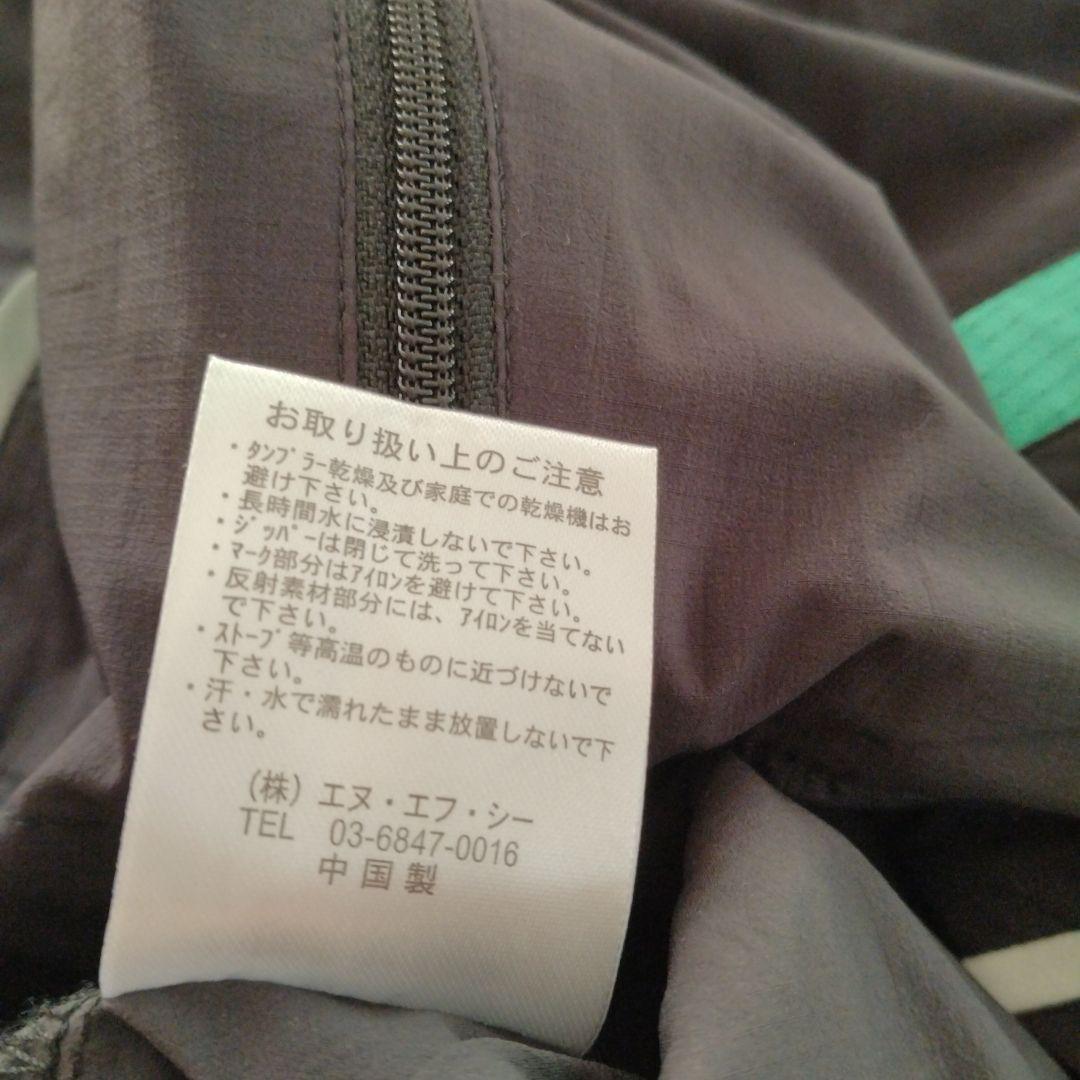 お取り扱い上のご注意
・ﾀﾝﾌﾞﾗｰ乾燥及び家庭での乾燥機はお
避け下さい。
・長時間水に浸漬しないで下さい。
・ｼﾞｯﾊﾟｰは閉じて洗って下さい。
・ﾏｰｸ部分はｱｲﾛﾝを避けて下さい。
・反射素材部分には、ｱｲﾛﾝを当てない
で下さい。
・ｽﾄｰﾌﾞ等高温のものに近づけないで
下さい。
・汗・水で濡れたまま放置しないで下
さい。
(株) エヌ・エフ・シー
TEL 03-6847-0016
中国製